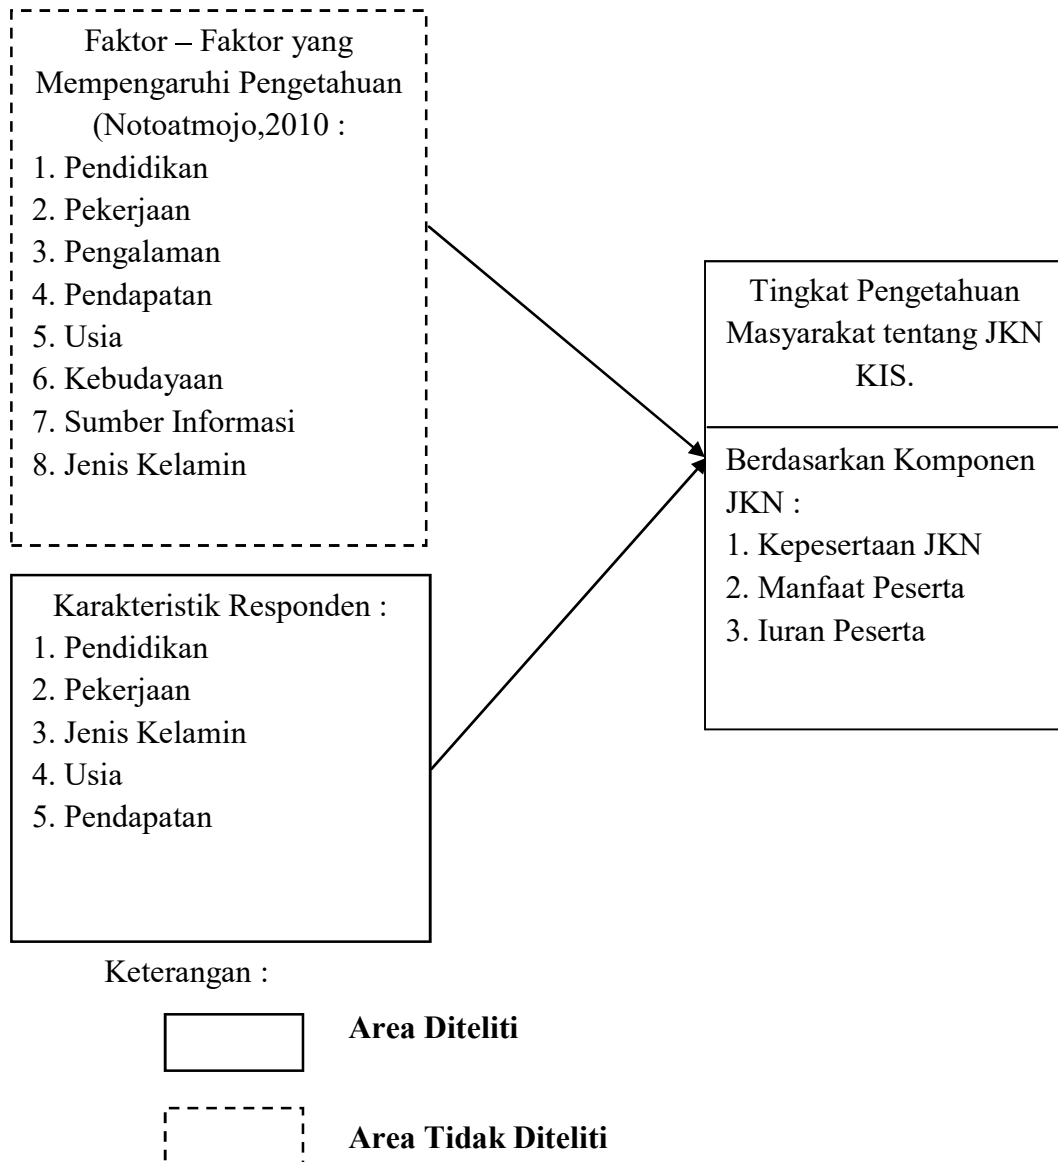 Faktor – Faktor yang
Mempengaruhi Pengetahuan
(Notoatmojo,2010 :
1. Pendidikan
2. Pekerjaan
3. Pengalaman
4. Pendapatan
5. Usia
6. Kebudayaan
7. Sumber Informasi
8. Jenis Kelamin
Karakteristik Responden :
1. Pendidikan
2. Pekerjaan
3. Jenis Kelamin
4. Usia
5. Pendapatan
Tingkat Pengetahuan
Masyarakat tentang JKN
KIS.
Berdasarkan Komponen
JKN :
1. Kepesertaan JKN
2. Manfaat Peserta
3. Iuran Peserta
Keterangan :
Area Diteliti
Area Tidak Diteliti